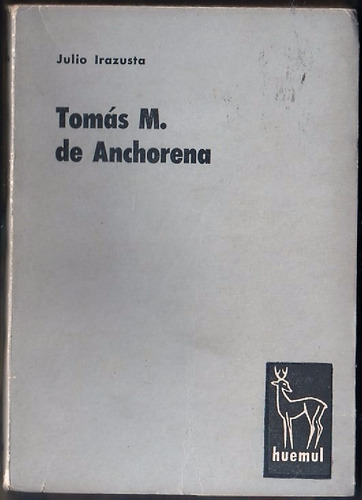 Julio Irazusta
Tomás M.
de Anchorena
huemul